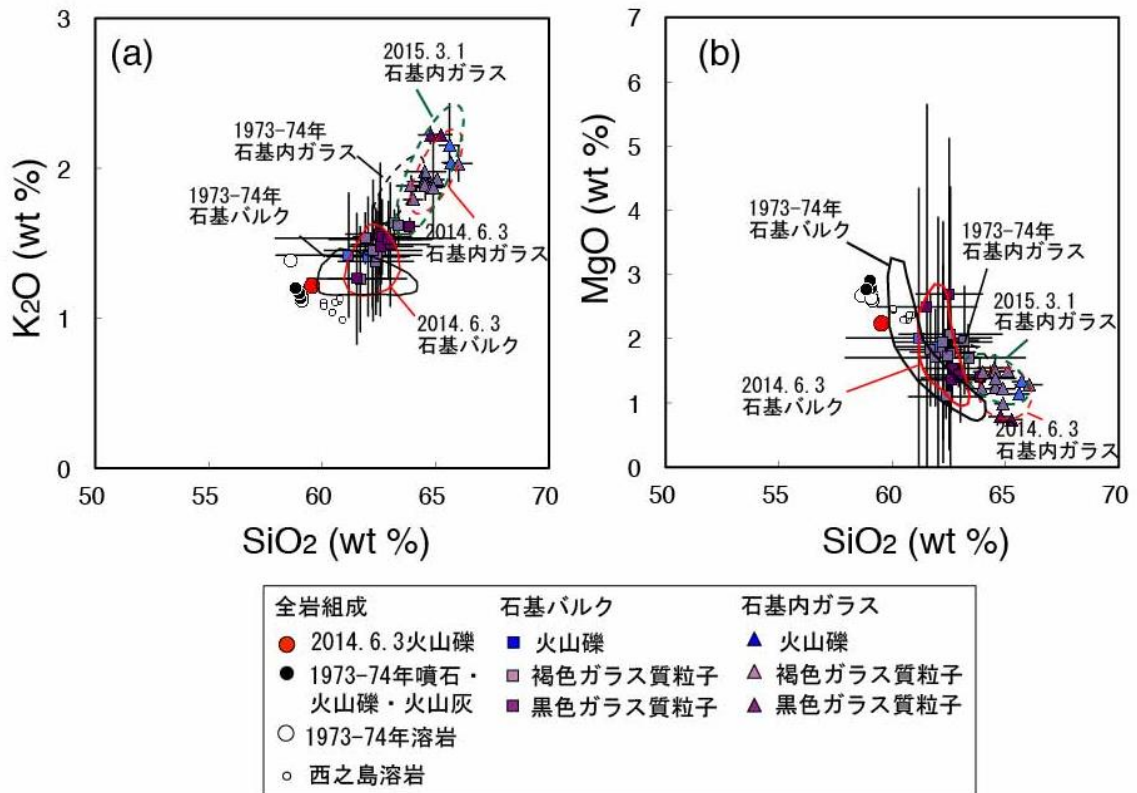 (a)
3
2
1
0
K2O (wt %)
2015.3.1
石基内ガラス
1973-74年
石基内ガラス
1973-74年
石基バルク
2014.6.3
石基内ガラス
2014.6.3
石基バルク
50
60
65
70
SiO2 (wt %)
(b)
7
6
5
4
3
2
1
0
MgO (wt %)
1973-74年
石基バルク
1973-74年
石基内ガラス
2015.3.1
石基内ガラス
2014.6.3
石基バルク
2014.6.3
石基内ガラス
50
60
65
70
SiO2 (wt %)
全岩組成
2014.6.3火山礫
1973-74年噴石・
火山礫・火山灰
1973-74年溶岩
西之島溶岩
石基バルク
火山礫
褐色ガラス質粒子
黒色ガラス質粒子
石基内ガラス
火山礫
褐色ガラス質粒子
黒色ガラス質粒子